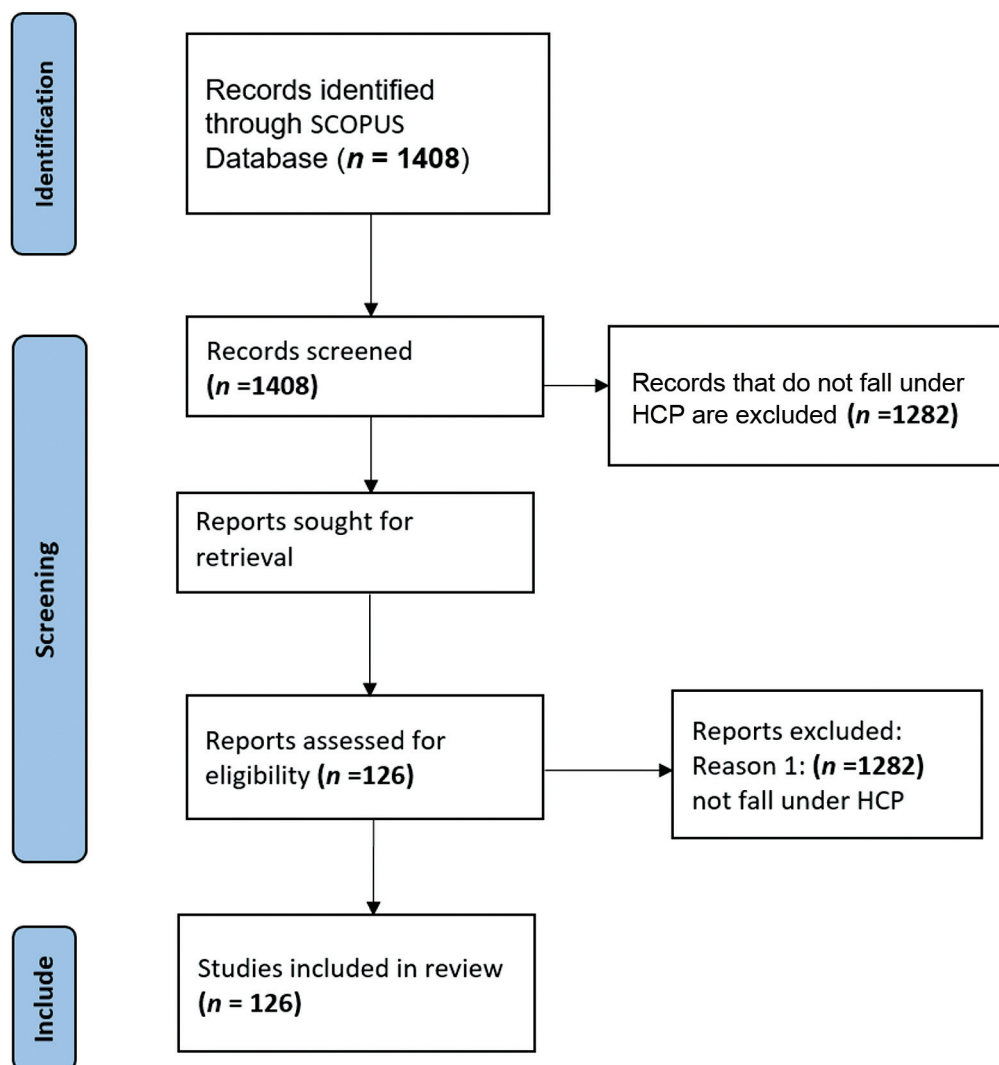 Identification
Records identified
through SCOPUS
Database (n = 1408)
Screening
Records screened
(n =1408)
Records that do not fall under
HCP are excluded (n =1282)
Reports sought for
retrieval
Reports assessed for
eligibility (n =126)
Reports excluded:
Reason 1: (n =1282)
not fall under HCP
Include
Studies included in review
(n = 126)